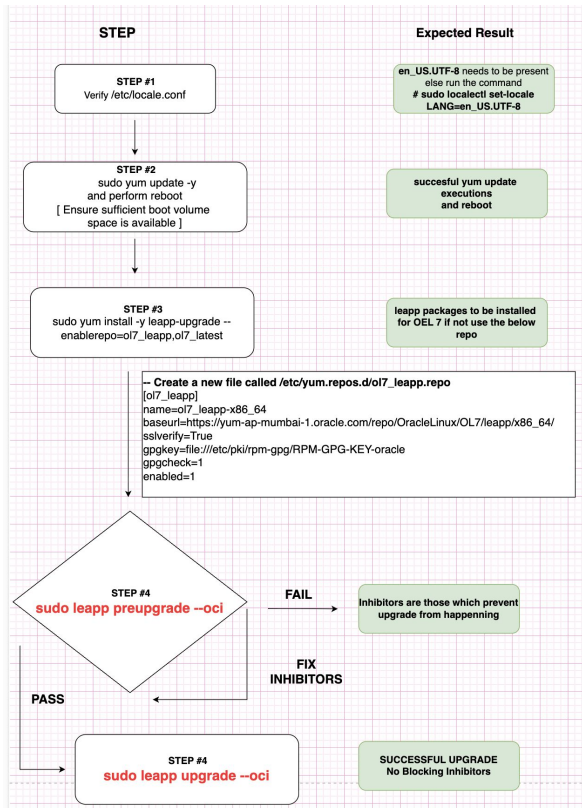 STEP
Expected Result
STEP #1
Verify /etc/locale.conf
en_US.UTF-8 needs to be present
else run the command
# sudo localectl set-locale
LANG=en_US.UTF-8
STEP #2
sudo yum update -y
and perform reboot
[ Ensure sufficient boot volume
space is available ]
succesful yum update
executions
and reboot
STEP #3
sudo yum install -y leapp-upgrade --
enablerepo=ol7_leapp,ol7_latest
leapp packages to be installed
for OEL 7 if not use the below
repo
-- Create a new file called /etc/yum.repos.d/ol7_leapp.repo
[ol7_leapp]
name=ol7_leapp-x86_64
baseurl=https://yum-ap-mumbai-1.oracle.com/repo/OracleLinux/OL7/leapp/x86_64/
sslverify=True
gpgkey=file:///etc/pki/rpm-gpg/RPM-GPG-KEY-oracle
gpgcheck=1
enabled=1
STEP #4
sudo leapp preupgrade --oci
FAIL
Inhibitors are those which prevent
upgrade from happenning
FIX
INHIBITORS
PASS
STEP #4
sudo leapp upgrade --oci
SUCCESSFUL UPGRADE
No Blocking Inhibitors